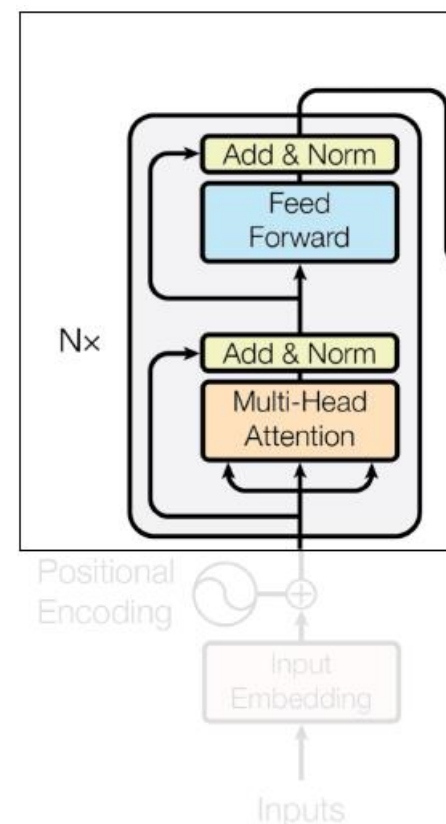 Add & Norm
Feed
Forward
N×
Add & Norm
Multi-Head
Attention
Positional
Encoding
Input
Embedding
Inputs